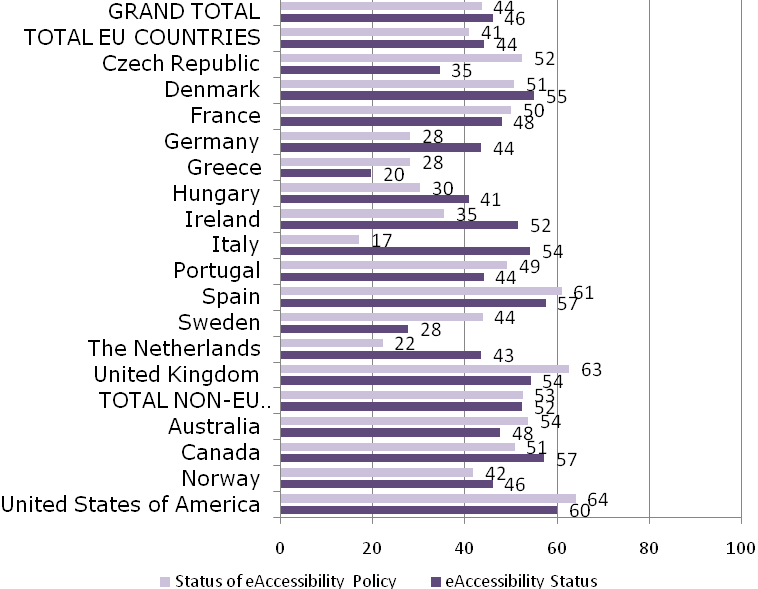 GRAND TOTAL 44 46
TOTAL EU COUNTRIES 41 44
Czech Republic 52 35
Denmark 51 55
France 50 48
Germany 28 44
Greece 28 20
Hungary 30 41
Ireland 35 52
Italy 17 54
Portugal 49 44
Spain 61 57
Sweden 44 28
The Netherlands 22 43
United Kingdom 63 54
TOTAL NON-EU.. 53 52
Australia 54 48
Canada 51 57
Norway 42 46
United States of America 64 60
0 20 40 60 80 100
Status of eAccessibility Policy eAccessibility Status